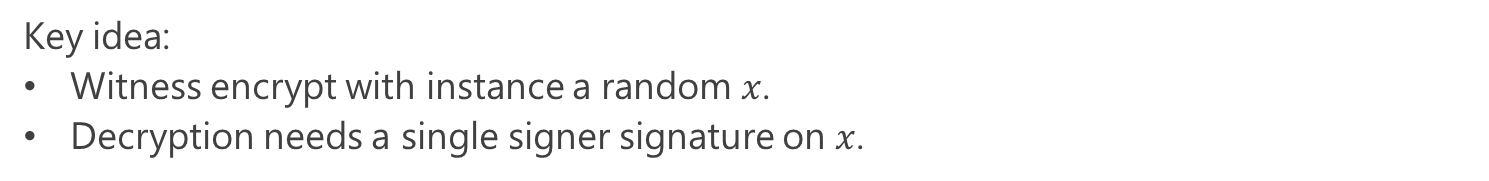 Key idea:
• Witness encrypt with instance a random 𝑥.
• Decryption needs a single signer signature on 𝑥.